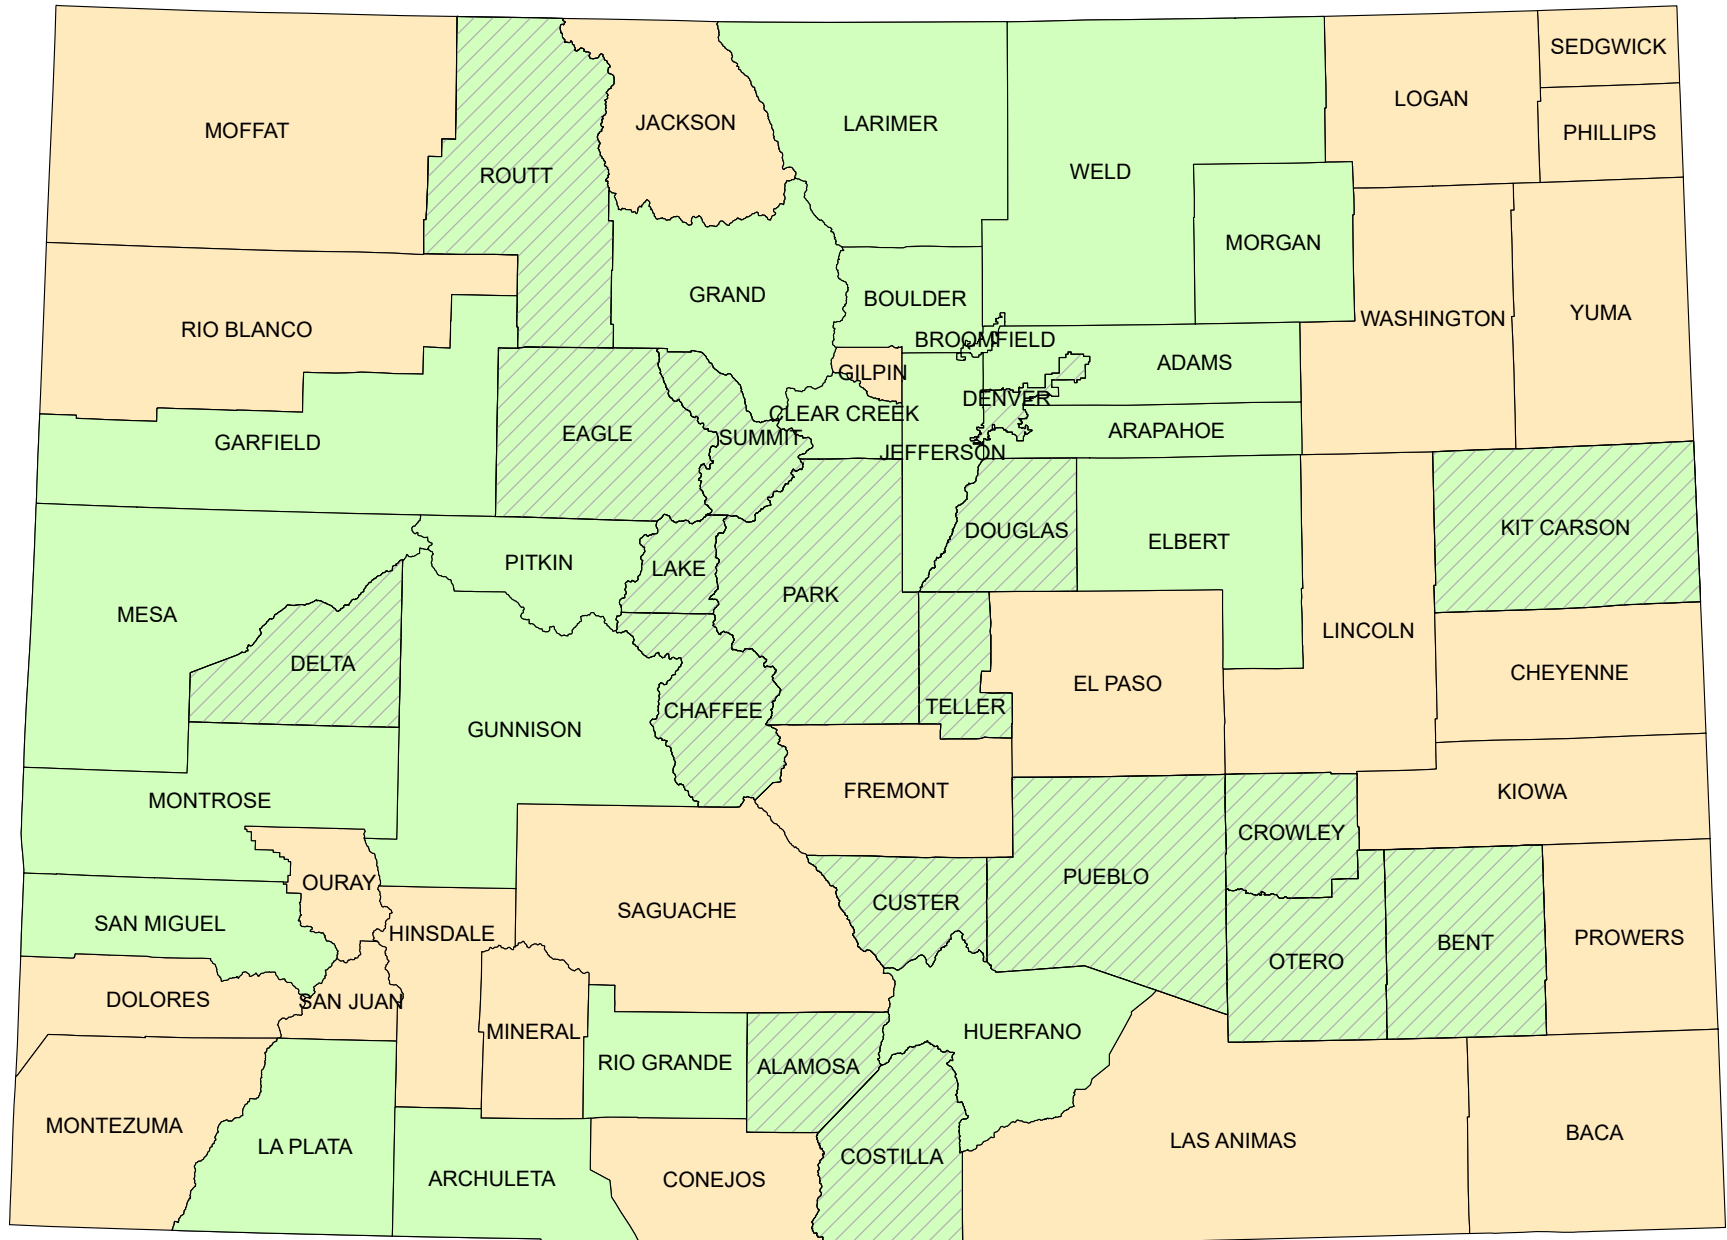 SEDGWICK
LOGAN
JACKSON
LARIMER
MOFFAT
PHILLIPS
WELD
ROUTT
MORGAN
GRAND
BOULDER
YUMA
WASHINGTON
RIO BLANCO
BROOMFIELD
ADAMS
GILPIN
DENVER
CLEAR CREEK
ARAPAHOE
EAGLE
SUMMIT
GARFIELD
JEFFERSON
KIT CARSON
DOUGLAS
ELBERT
PITKIN
LAKE
PARK
MESA
LINCOLN
DELTA
CHEYENNE
EL PASO
TELLER
CHAFFEE
GUNNISON
FREMONT
KIOWA
MONTROSE
CROWLEY
PUEBLO
OURAY
CUSTER
SAGUACHE
SAN MIGUEL
HINSDALE
PROWERS
BENT
OTERO
DOLORES
SAN JUAN
MINERAL
HUERFANO
RIO GRANDE
ALAMOSA
MONTEZUMA
BACA
LAS ANIMAS
LA PLATA
COSTILLA
ARCHULETA
CONEJOS